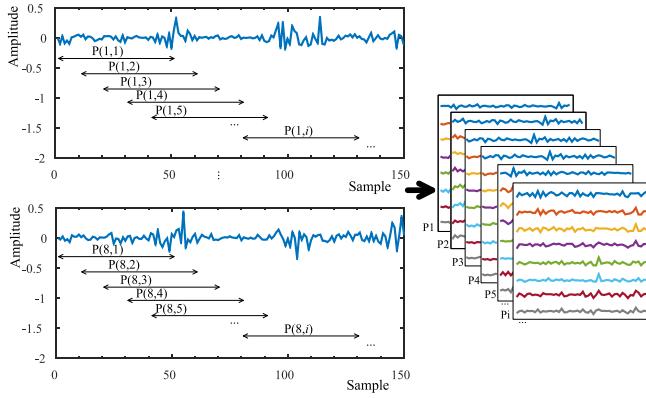 Amplitude
0.5
0
-0.5
-1
-1.5
-2
P(1,1)
P(1,2)
P(1,3)
P(1,4)
P(1,5)
...
P(1,i)
...
0
50
100
150
...
Sample
Amplitude
0.5
0
-0.5
-1
-1.5
-2
P(8,1)
P(8,2)
P(8,3)
P(8,4)
P(8,5)
...
P(8,i)
...
0
50
100
150
Sample
P1
P2
P3
P4
P5
...
Pi
...